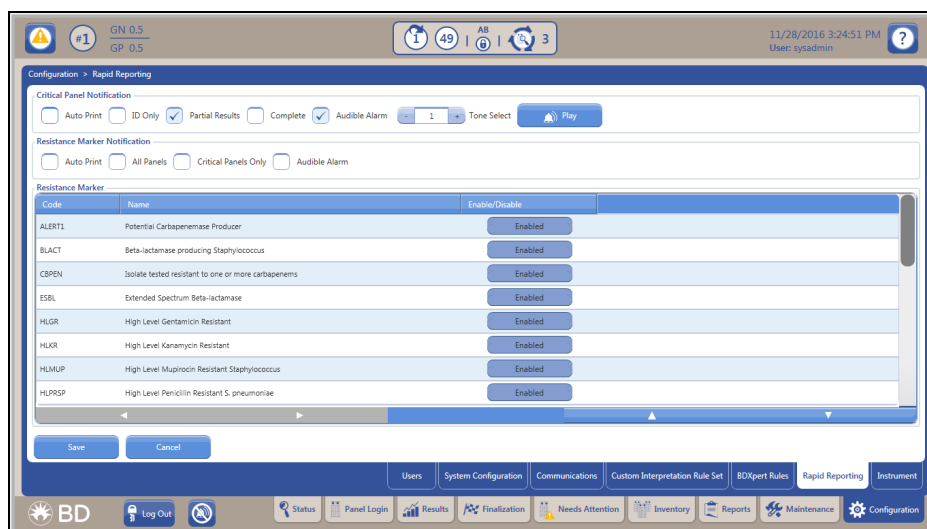 #1
GN 0.5
GP 0.5
1
49
AB
3
11/28/2016 3:24:51 PM
User: sysadmin
?
Configuration > Rapid Reporting
Critical Panel Notification
Auto Print ID Only Partial Results Complete Audible Alarm - 1 + Tone Select Play
Resistance Marker Notification
Auto Print All Panels Critical Panels Only Audible Alarm
Resistance Marker
Code Name Enable/Disable
ALERT1 Potential Carbapenemase Producer Enabled
BLACT Beta-lactamase producing Staphylococcus Enabled
CBPEN Isolate tested resistant to one or more carbapenems Enabled
ESBL Extended Spectrum Beta-lactamase Enabled
HLGR High Level Gentamicin Resistant Enabled
HLKR High Level Kanamycin Resistant Enabled
HLMUP High Level Mupirocin Resistant Staphylococcus Enabled
HLPRSP High Level Penicillin Resistant S. pneumoniae Enabled
Save Cancel
Users System Configuration Communications Custom Interpretation Rule Set BDXpert Rules Rapid Reporting Instrument
BD Log Out Status Panel Login Results Finalization Needs Attention Inventory Reports Maintenance Configuration